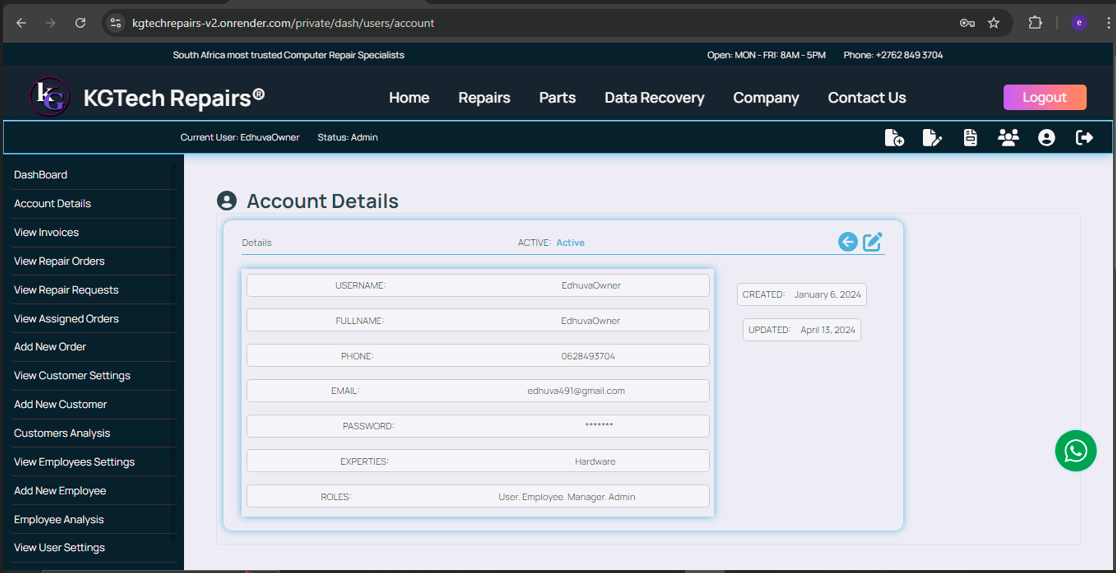 kgtechrepairs-v2.onrender.com/private/dash/users/account
e
South Africa most trusted Computer Repair Specialists
Open: MON - FRI: 8AM - 5PM
Phone: +2762 849 3704
KG
KGTech Repairs®
Home
Repairs
Parts
Data Recovery
Company
Contact Us
Logout
Current User: EdhuvaOwner
Status: Admin
DashBoard
Account Details
View Invoices
View Repair Orders
View Repair Requests
View Assigned Orders
Add New Order
View Customer Settings
Add New Customer
Customers Analysis
View Employees Settings
Add New Employee
Employee Analysis
View User Settings
Account Details
Details
ACTIVE: Active
USERNAME: EdhuvaOwner
FULLNAME: EdhuvaOwner
PHONE: 0628493704
EMAIL: edhuva491@gmail.com
PASSWORD: *******
EXPERTIES: Hardware
ROLES: User. Employee. Manager. Admin
CREATED: January 6, 2024
UPDATED: April 13, 2024